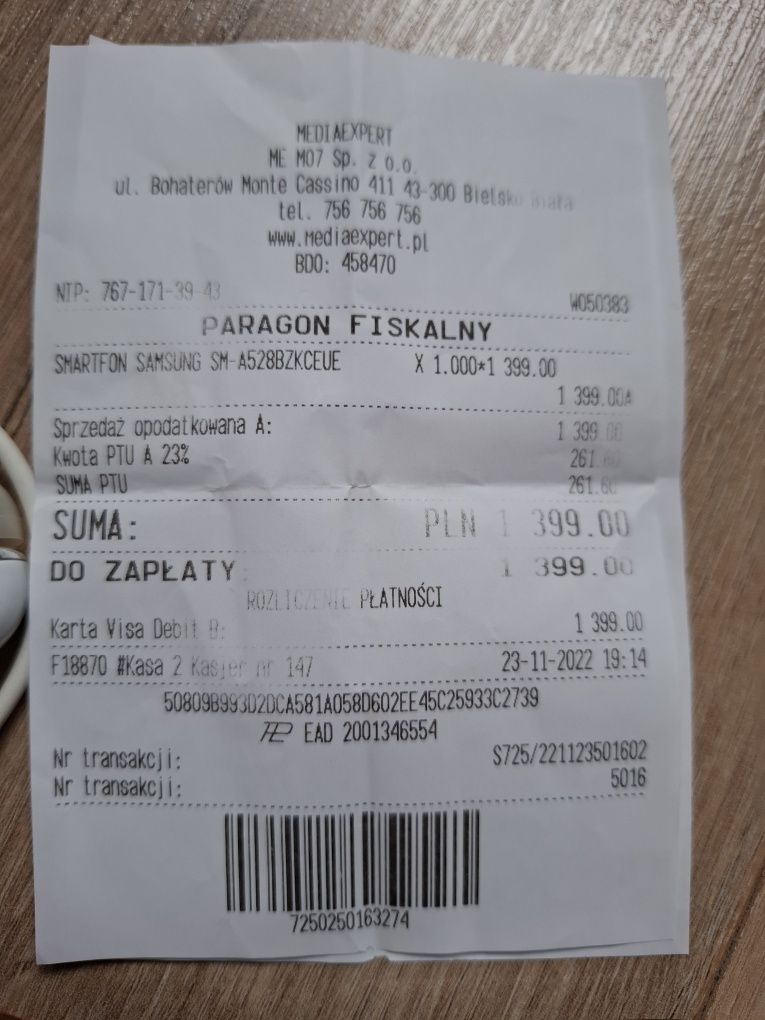 MEDIAEXPERT
ME M07 Sp. z o.o.
ul. Bohaterów Monte Cassino 411 43-300 Bielsko Biała
tel. 756 756 756
www.mediaexpert.pl
BDO: 458470
NIP: 767-171-39-43 W050383
PARAGON FISKALNY
SMARTFON SAMSUNG SM-A528BZKCEUE X 1.000*1 399.00
1 399.00A
Sprzedaż opodatkowana A: 1 399.00
Kwota PTU A 23% 261.60
SUMA PTU 261.60
SUMA: PLN 1 399.00
DO ZAPŁATY: 1 399.00
ROZLICZENIE PŁATNOŚCI
Karta Visa Debit B: 1 399.00
F18870 #Kasa 2 Kasjer nr 147 23-11-2022 19:14
50809B993D2DCA581A058D602EE45C25933C2739
EAD 2001346554
Nr transakcji: S725/221123501602
Nr transakcji: 5016
7250250163274